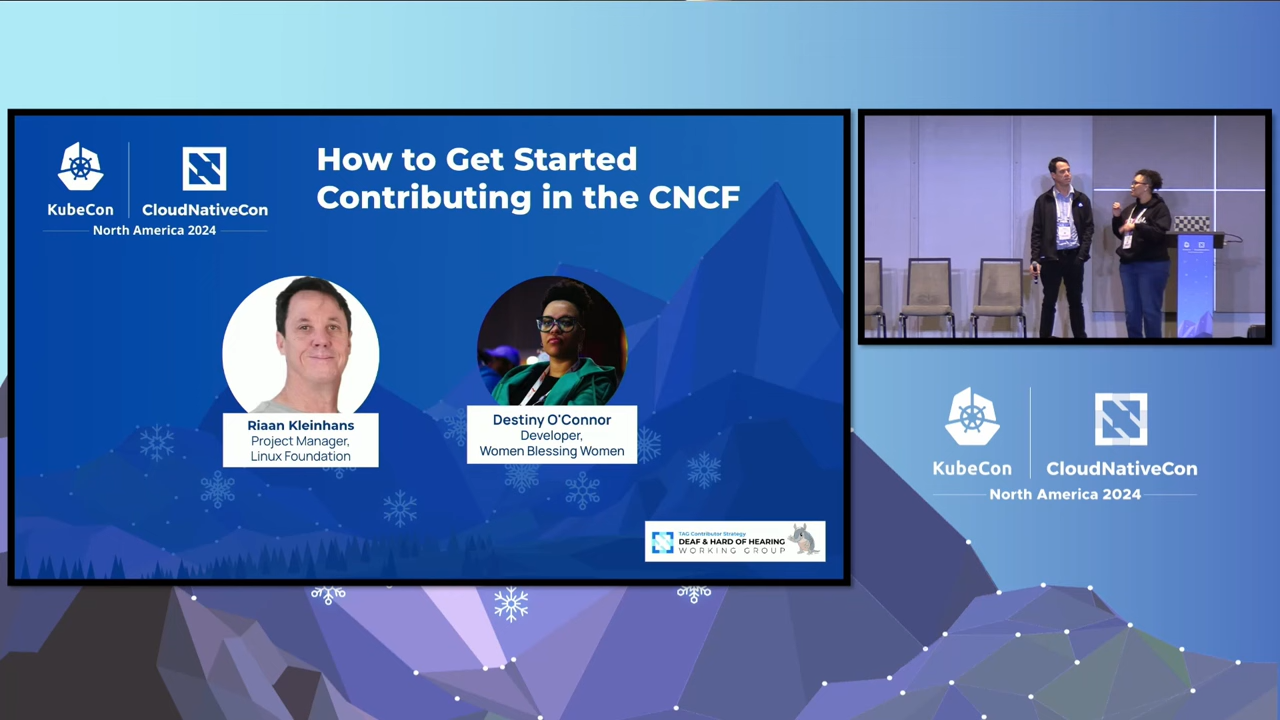 KubeCon
CloudNativeCon
North America 2024
How to Get Started
Contributing in the CNCF
Riaan Kleinhans
Project Manager,
Linux Foundation
Destiny O'Connor
Developer,
Women Blessing Women
TAG Contributor Strategy
DEAF & HARD OF HEARING
WORKING GROUP
KubeCon
CloudNativeCon
North America 2024